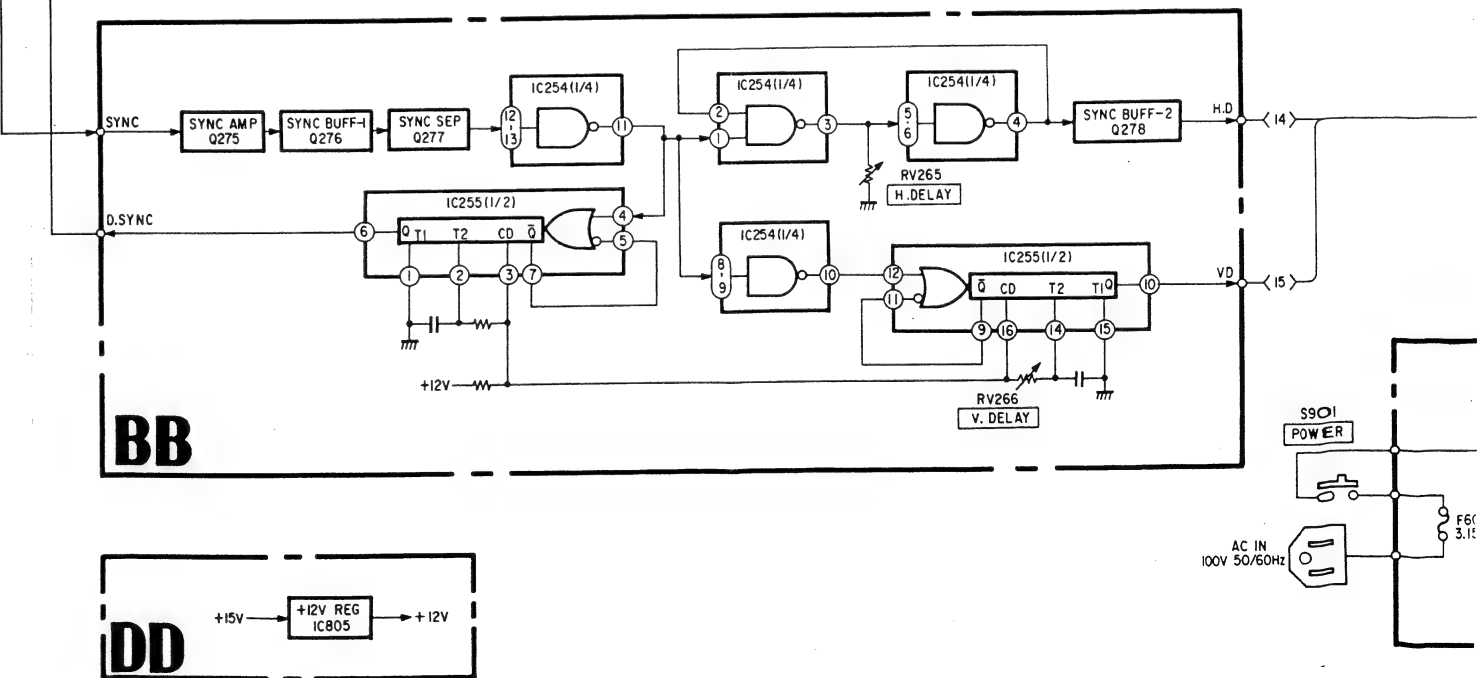 SYNC
SYNC AMP
Q275
SYNC BUFF-1
Q276
SYNC SEP
Q277
IC254(1/4)
12
13
11
IC254(1/4)
2
1
3
IC254(1/4)
5
6
4
SYNC BUFF-2
Q278
H.D
14
RV265
H.DELAY
D.SYNC
IC255(1/2)
6
Q T1 T2 CD Q̅
4
5
1
2
3
7
IC254(1/4)
8
9
10
IC255(1/2)
12
11
Q̅ CD T2 T1 Q
10
VD
15
9
16
14
15
+12V
RV266
V. DELAY
BB
S901
POWER
AC IN
100V 50/60Hz
+15V
+12V REG
IC805
+12V
DD